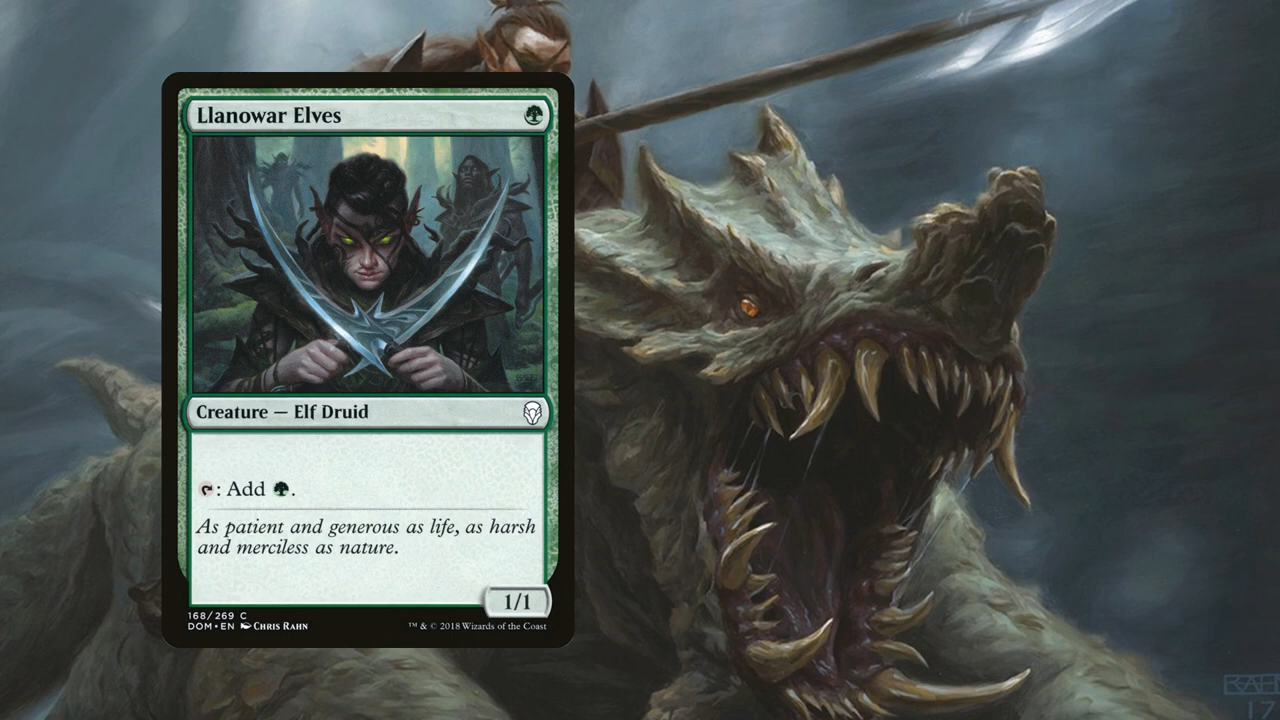 Llanowar Elves
Creature — Elf Druid
: Add .
As patient and generous as life, as harsh
and merciless as nature.
1/1
168/269 C
DOM • EN Chris Rahn
™ & © 2018 Wizards of the Coast
17